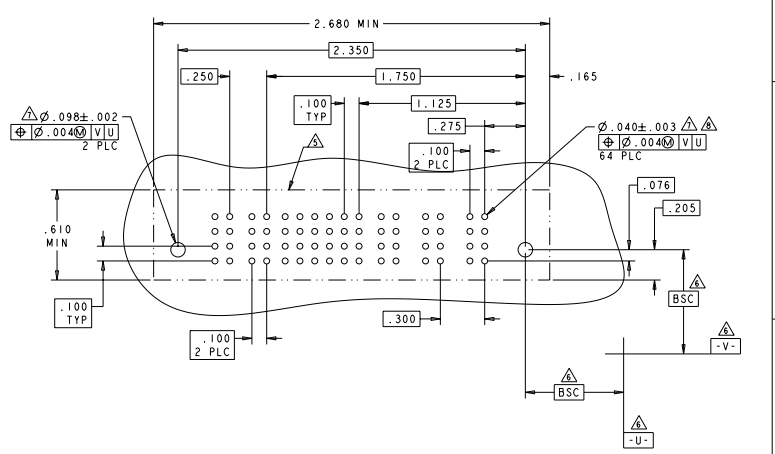 2.680 MIN
2.350
.250
1.750
.165
.100
TYP
1.125
7
Ø.098±.002
⌖ Ø.004Ⓜ V U
2 PLC
.275
5
Ø.040±.003 7 8
⌖ Ø.004Ⓜ V U
64 PLC
.100
2 PLC
.076
.205
.610
MIN
.100
TYP
.100
2 PLC
.300
6
BSC
6
-V-
6
BSC
6
-U-